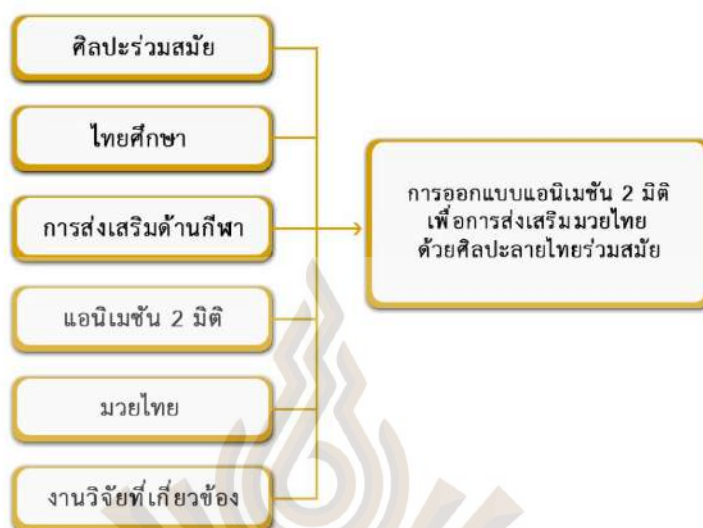 ศิลปะร่วมสมัย
ไทยศึกษา
การส่งเสริมด้านกีฬา
แอนิเมชัน 2 มิติ
มวยไทย
งานวิจัยที่เกี่ยวข้อง
การออกแบบแอนิเมชัน 2 มิติ
เพื่อการส่งเสริมมวยไทย
ด้วยศิลปะลายไทยร่วมสมัย